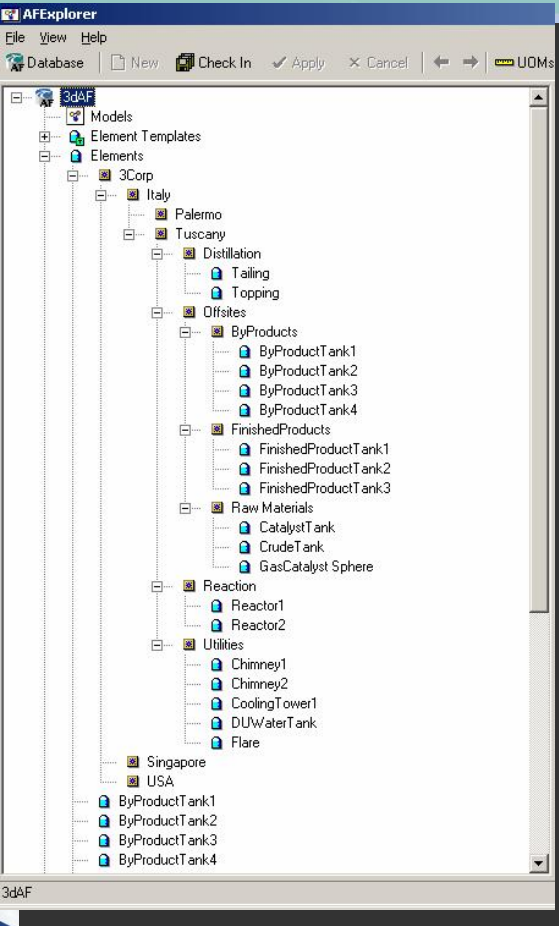 AFExplorer
File View Help
Database New Check In Apply Cancel UOMs
3dAF
Models
Element Templates
Elements
3Corp
Italy
Palermo
Tuscany
Distillation
Tailing
Topping
Offsites
ByProducts
ByProductTank1
ByProductTank2
ByProductTank3
ByProductTank4
FinishedProducts
FinishedProductTank1
FinishedProductTank2
FinishedProductTank3
Raw Materials
CatalystTank
CrudeTank
GasCatalyst Sphere
Reaction
Reactor1
Reactor2
Utilities
Chimney1
Chimney2
CoolingTower1
DUWaterTank
Flare
Singapore
USA
ByProductTank1
ByProductTank2
ByProductTank3
ByProductTank4
3dAF